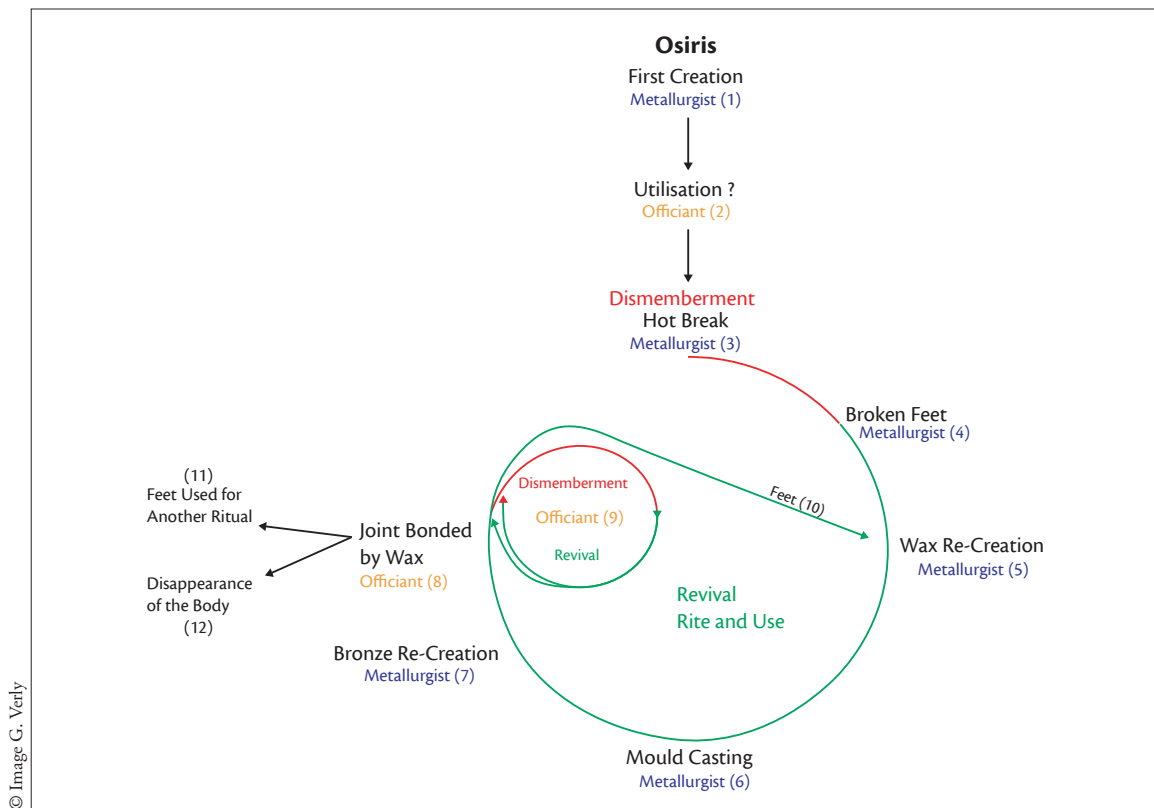 Osiris
First Creation
Metallurgist (1)
Utilisation ?
Officiant (2)
Dismemberment
Hot Break
Metallurgist (3)
Broken Feet
Metallurgist (4)
Feet (10)
Wax Re-Creation
Metallurgist (5)
Dismemberment
Officiant (9)
Revival
Revival
Rite and Use
(11)
Feet Used for
Another Ritual
Joint Bonded
by Wax
Officiant (8)
Disappearance
of the Body
(12)
Bronze Re-Creation
Metallurgist (7)
Mould Casting
Metallurgist (6)
© Image G. Verly